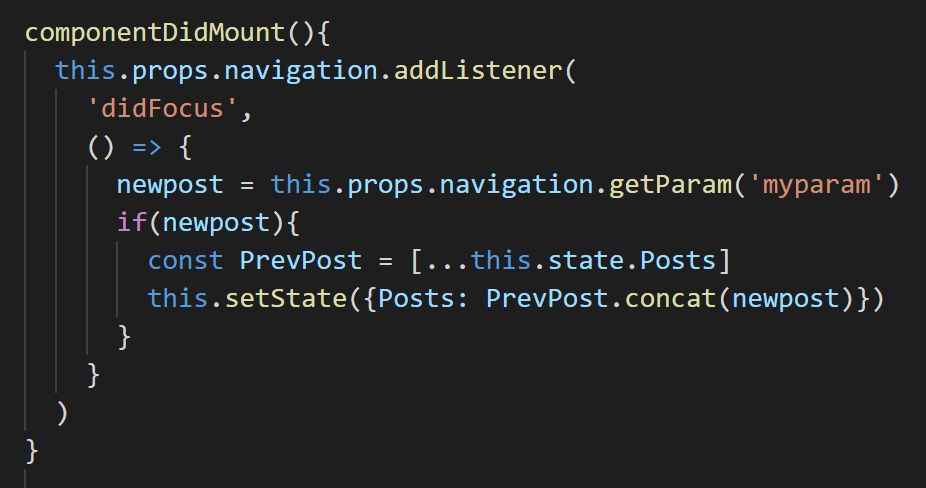 componentDidMount(){
this.props.navigation.addListener(
'didFocus',
() => {
newpost = this.props.navigation.getParam('myparam')
if(newpost){
const PrevPost = [...this.state.Posts]
this.setState({Posts: PrevPost.concat(newpost)})
}
}
)
}